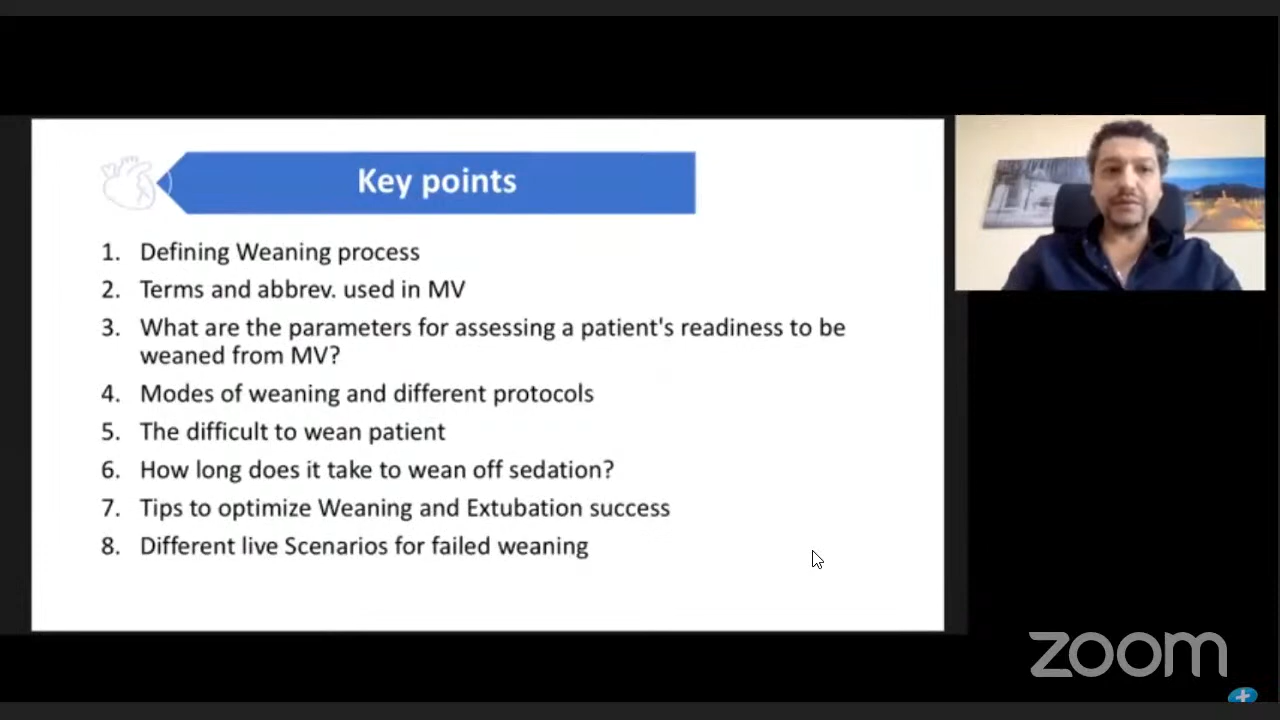 Key points
1. Defining Weaning process
2. Terms and abbrev. used in MV
3. What are the parameters for assessing a patient's readiness to be
weaned from MV?
4. Modes of weaning and different protocols
5. The difficult to wean patient
6. How long does it take to wean off sedation?
7. Tips to optimize Weaning and Extubation success
8. Different live Scenarios for failed weaning
zoom